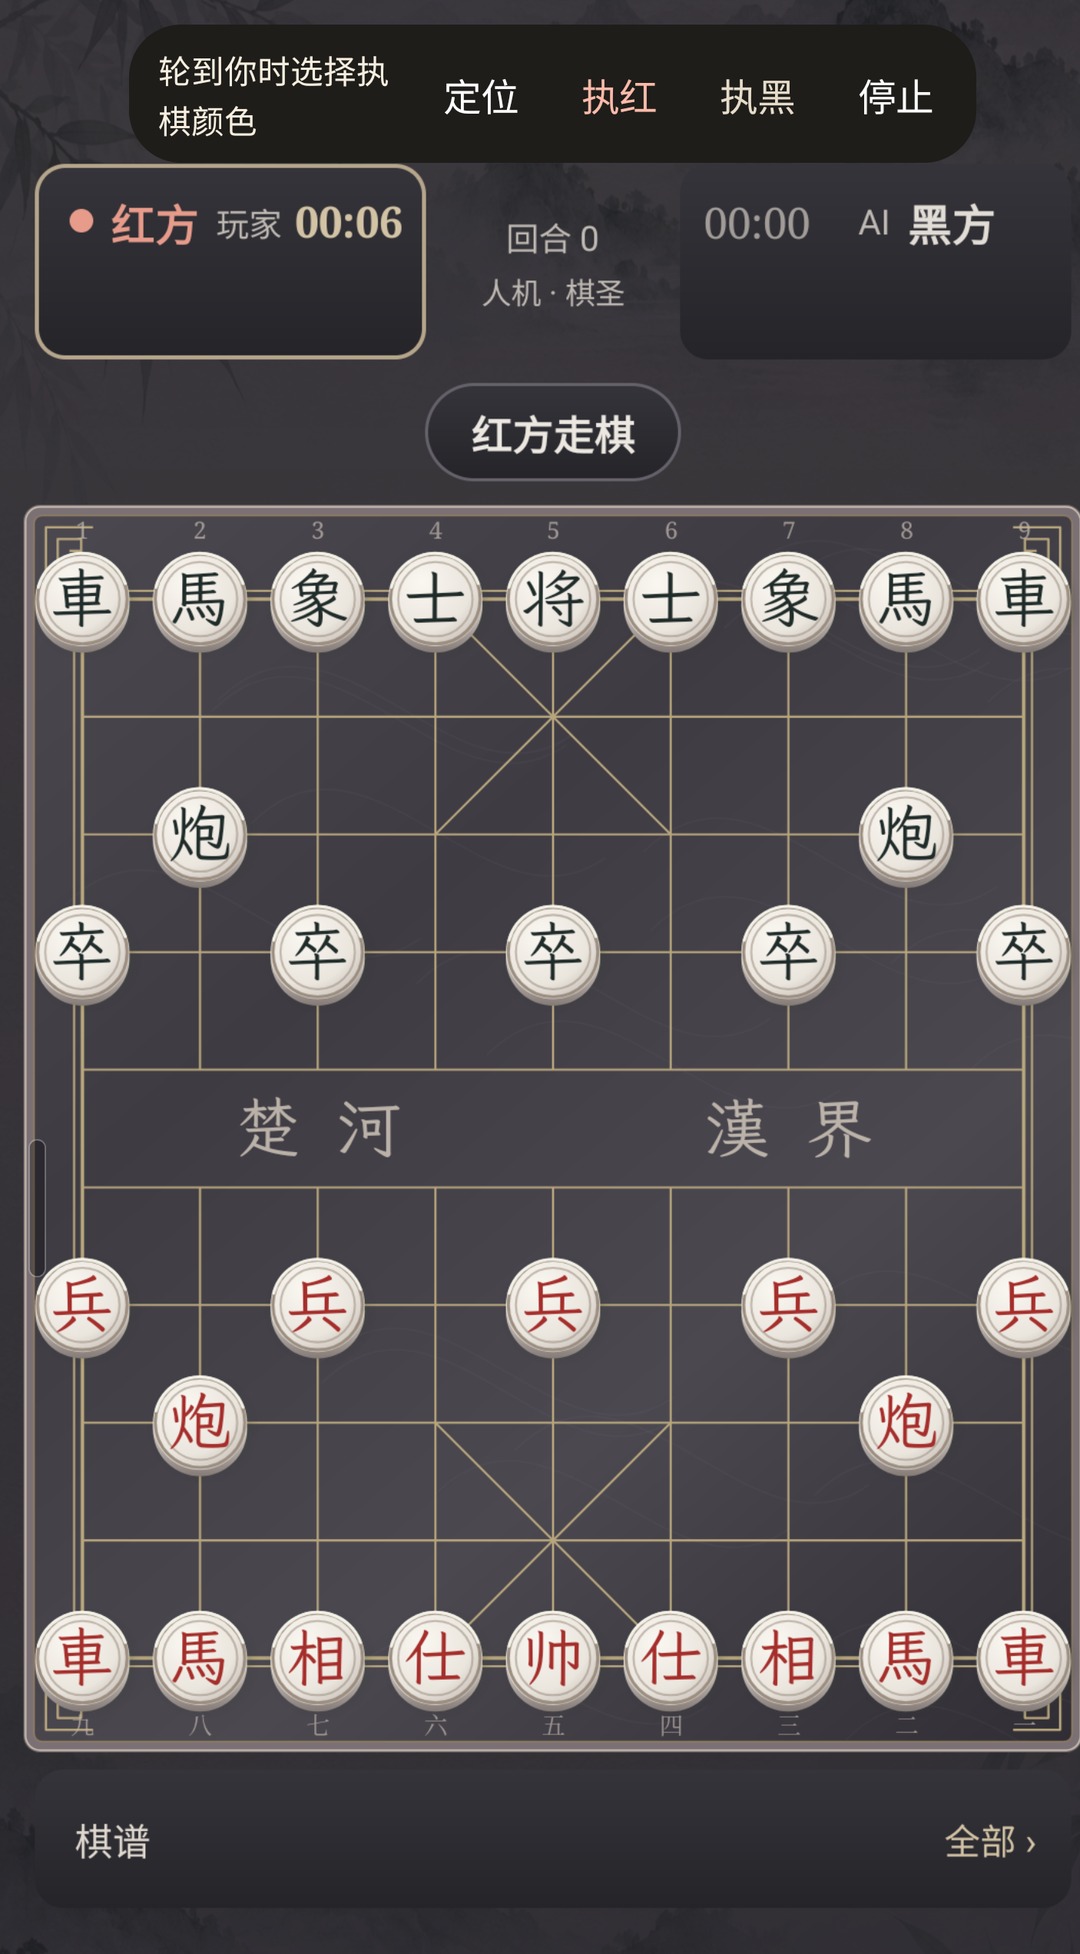 轮到你时选择执
棋颜色
定位 执红 执黑 停止
红方 玩家 00:06
回合 0
人机 · 棋圣
00:00 AI 黑方
红方走棋
1 2 3 4 5 6 7 8 9
車 馬 象 士 将 士 象 馬 車
炮 炮
卒 卒 卒 卒 卒
楚河 漢界
兵 兵 兵 兵 兵
炮 炮
車 馬 相 仕 帅 仕 相 馬 車
九 八 七 六 五 四 三 二 一
棋谱 全部 ›